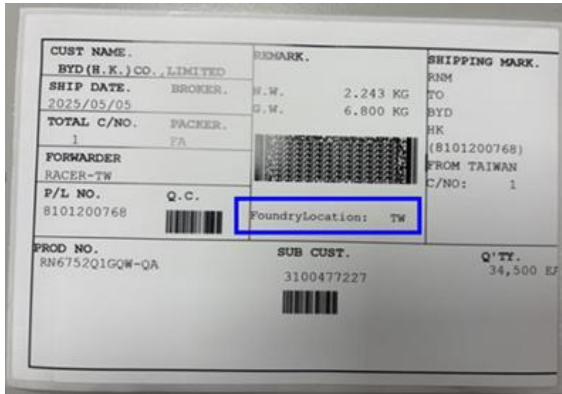 CUST NAME.
BYD(H.K.)CO.,LIMITED
SHIP DATE. BROKER.
2025/05/05
TOTAL C/NO. PACKER.
1 FA
FORWARDER
RACER-TW
P/L NO. Q.C.
8101200768
REMARK.
N.W. 2.243 KG
G.W. 6.800 KG
FoundryLocation: TW
SHIPPING MARK.
RNM
TO
BYD
HK
(8101200768)
FROM TAIWAN
C/NO: 1
PROD NO. SUB CUST. Q'TY.
RN6752Q1GQW-QA 3100477227 34,500 EA